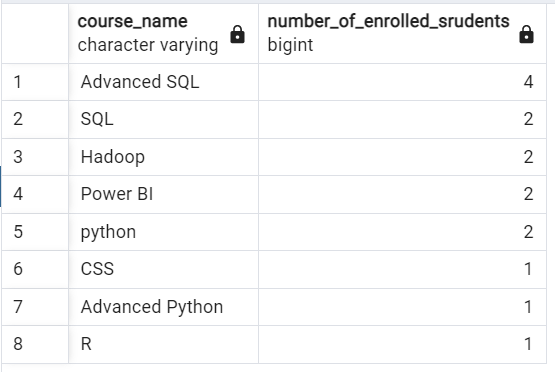 course_name number_of_enrolled_srudents
character varying bigint
1 Advanced SQL 4
2 SQL 2
3 Hadoop 2
4 Power BI 2
5 python 2
6 CSS 1
7 Advanced Python 1
8 R 1